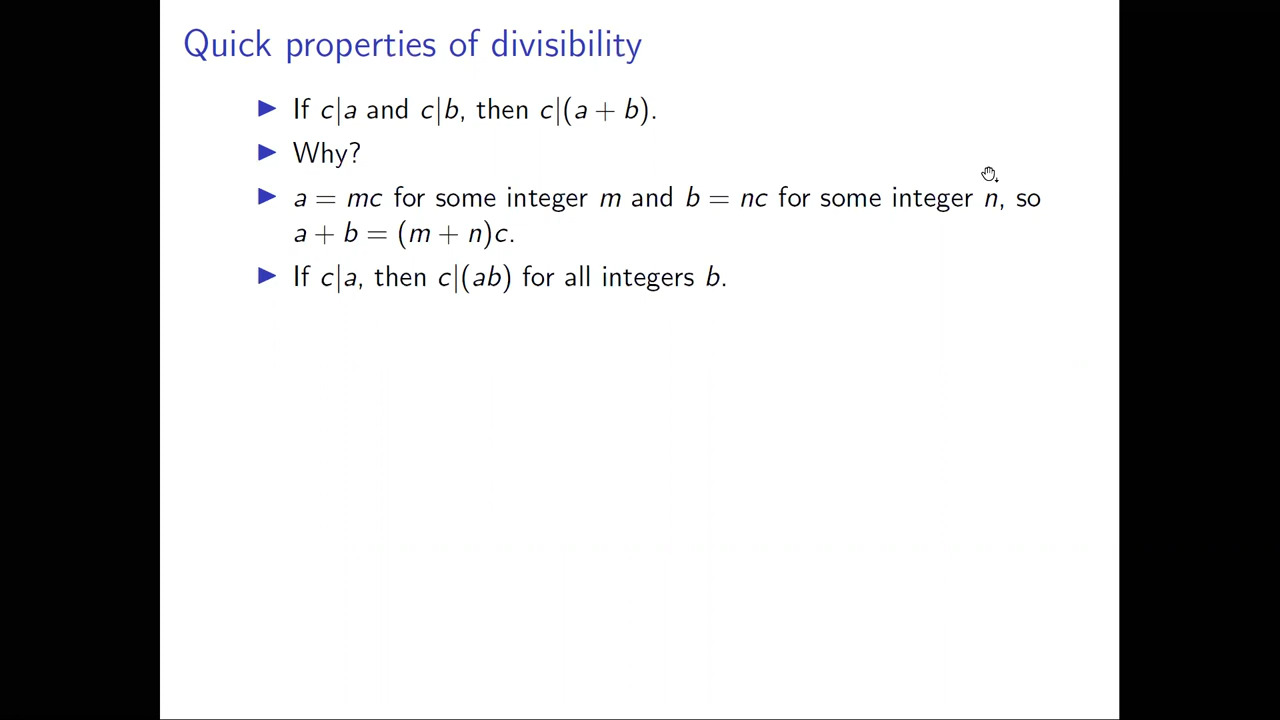 Quick properties of divisibility
▶ If c|a and c|b, then c|(a + b).
▶ Why?
▶ a = mc for some integer m and b = nc for some integer n, so
a + b = (m + n)c.
▶ If c|a, then c|(ab) for all integers b.